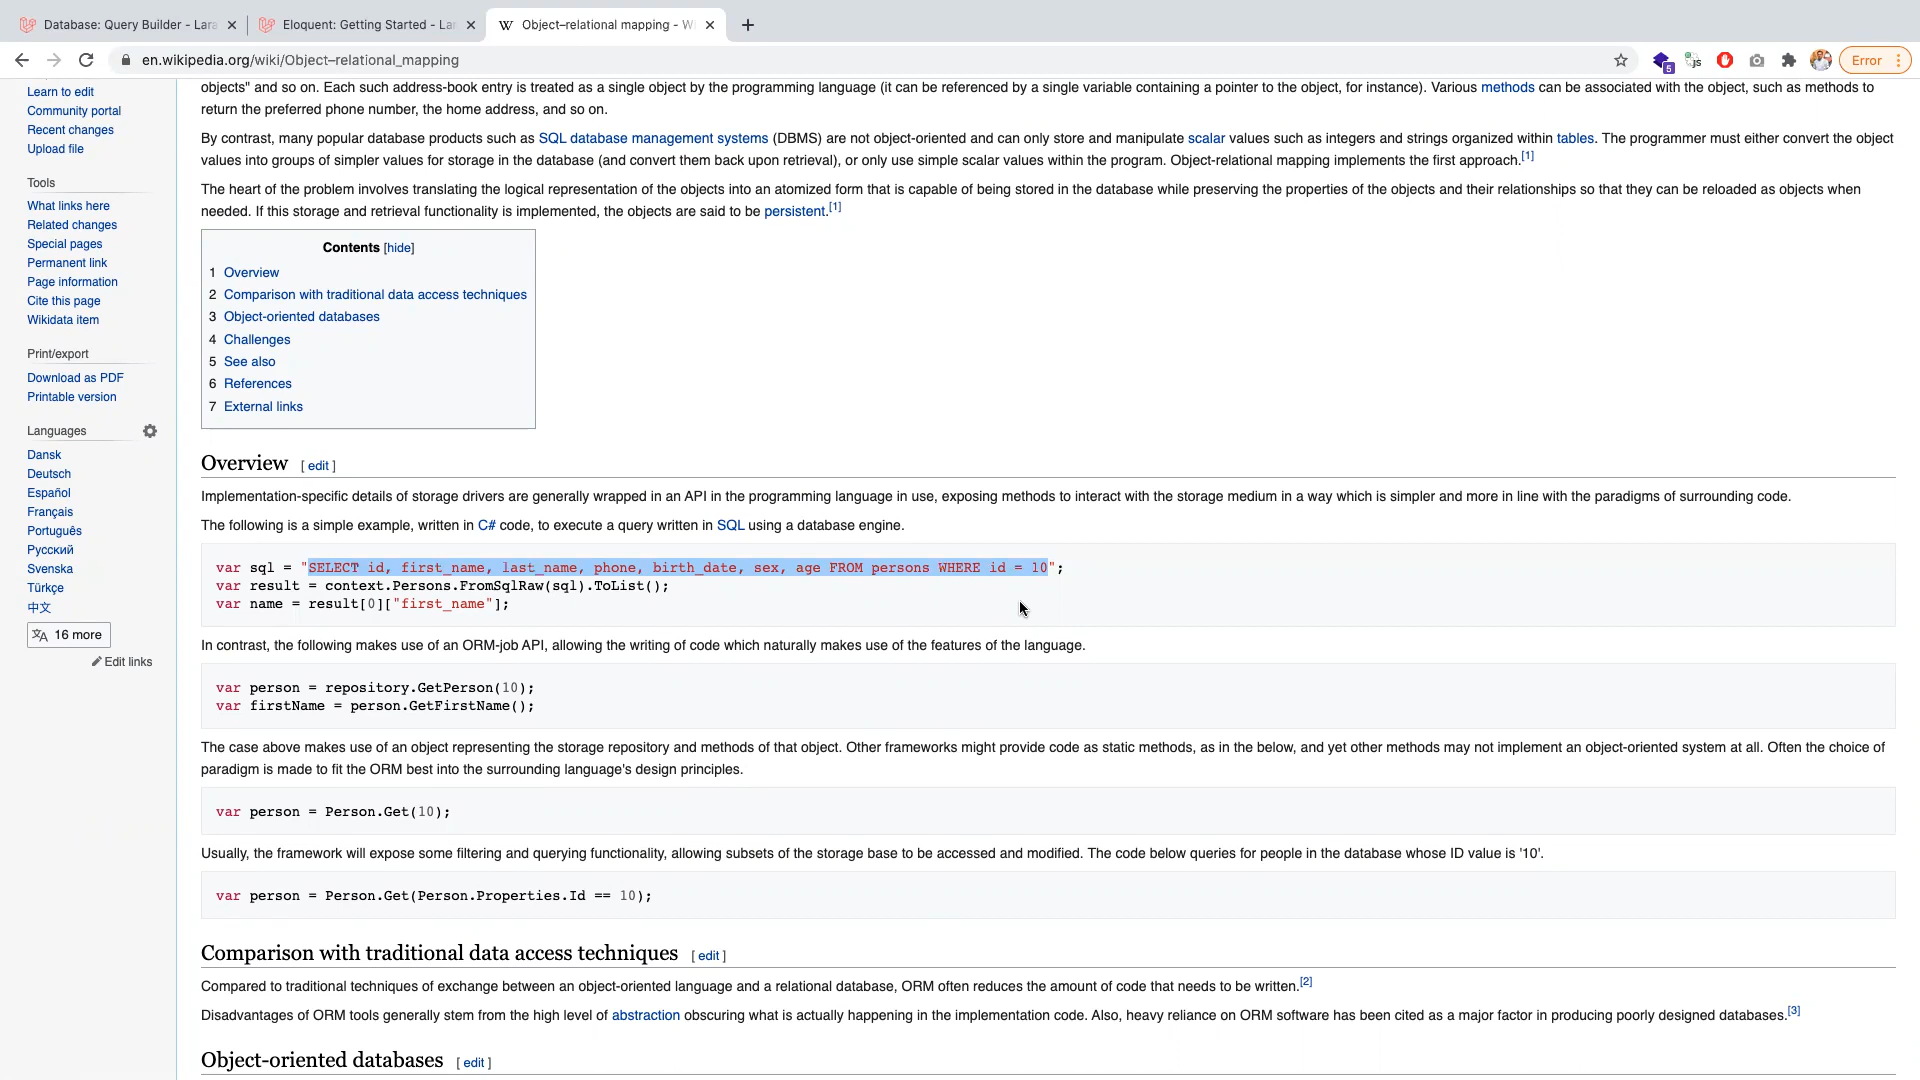 Database: Query Builder - Lara
Eloquent: Getting Started - Lar
W Object–relational mapping - W
en.wikipedia.org/wiki/Object–relational_mapping
5
Error
Learn to edit
Community portal
Recent changes
Upload file
Tools
What links here
Related changes
Special pages
Permanent link
Page information
Cite this page
Wikidata item
Print/export
Download as PDF
Printable version
Languages
Dansk
Deutsch
Español
Français
Português
Русский
Svenska
Türkçe
中文
16 more
Edit links
objects" and so on. Each such address-book entry is treated as a single object by the programming language (it can be referenced by a single variable containing a pointer to the object, for instance). Various methods can be associated with the object, such as methods to
return the preferred phone number, the home address, and so on.
By contrast, many popular database products such as SQL database management systems (DBMS) are not object-oriented and can only store and manipulate scalar values such as integers and strings organized within tables. The programmer must either convert the object
values into groups of simpler values for storage in the database (and convert them back upon retrieval), or only use simple scalar values within the program. Object-relational mapping implements the first approach.[1]
The heart of the problem involves translating the logical representation of the objects into an atomized form that is capable of being stored in the database while preserving the properties of the objects and their relationships so that they can be reloaded as objects when
needed. If this storage and retrieval functionality is implemented, the objects are said to be persistent.[1]
Contents [hide]
1 Overview
2 Comparison with traditional data access techniques
3 Object-oriented databases
4 Challenges
5 See also
6 References
7 External links
Overview [ edit ]
Implementation-specific details of storage drivers are generally wrapped in an API in the programming language in use, exposing methods to interact with the storage medium in a way which is simpler and more in line with the paradigms of surrounding code.
The following is a simple example, written in C# code, to execute a query written in SQL using a database engine.
var sql = "SELECT id, first_name, last_name, phone, birth_date, sex, age FROM persons WHERE id = 10";
var result = context.Persons.FromSqlRaw(sql).ToList();
var name = result[0]["first_name"];
In contrast, the following makes use of an ORM-job API, allowing the writing of code which naturally makes use of the features of the language.
var person = repository.GetPerson(10);
var firstName = person.GetFirstName();
The case above makes use of an object representing the storage repository and methods of that object. Other frameworks might provide code as static methods, as in the below, and yet other methods may not implement an object-oriented system at all. Often the choice of
paradigm is made to fit the ORM best into the surrounding language's design principles.
var person = Person.Get(10);
Usually, the framework will expose some filtering and querying functionality, allowing subsets of the storage base to be accessed and modified. The code below queries for people in the database whose ID value is '10'.
var person = Person.Get(Person.Properties.Id == 10);
Comparison with traditional data access techniques [ edit ]
Compared to traditional techniques of exchange between an object-oriented language and a relational database, ORM often reduces the amount of code that needs to be written.[2]
Disadvantages of ORM tools generally stem from the high level of abstraction obscuring what is actually happening in the implementation code. Also, heavy reliance on ORM software has been cited as a major factor in producing poorly designed databases.[3]
Object-oriented databases [ edit ]